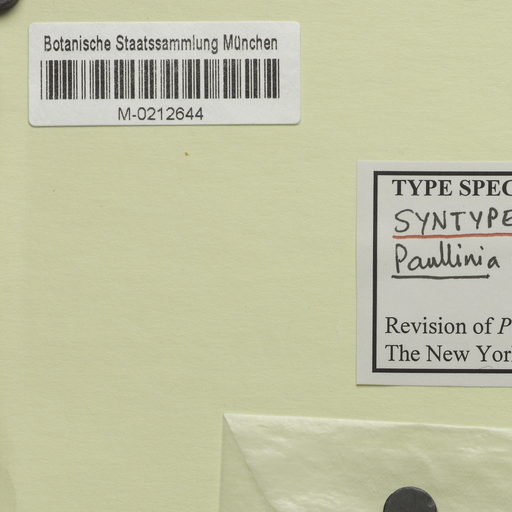 Botanische Staatssammlung München
M-0212644
TYPE SPEC
SYNTYPE
Paullinia
Revision of P
The New Yor